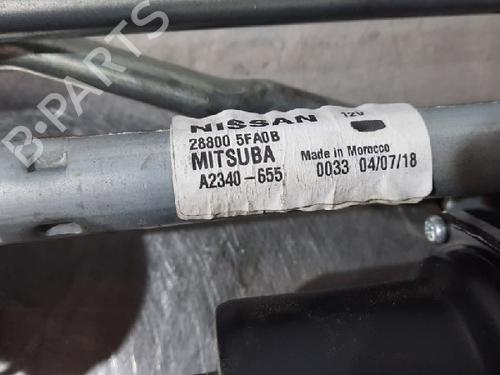 NISSAN 12V
28800 5FA0B
MITSUBA Made in Morocco
A2340-655 0033 04/07/18
B-PARTS